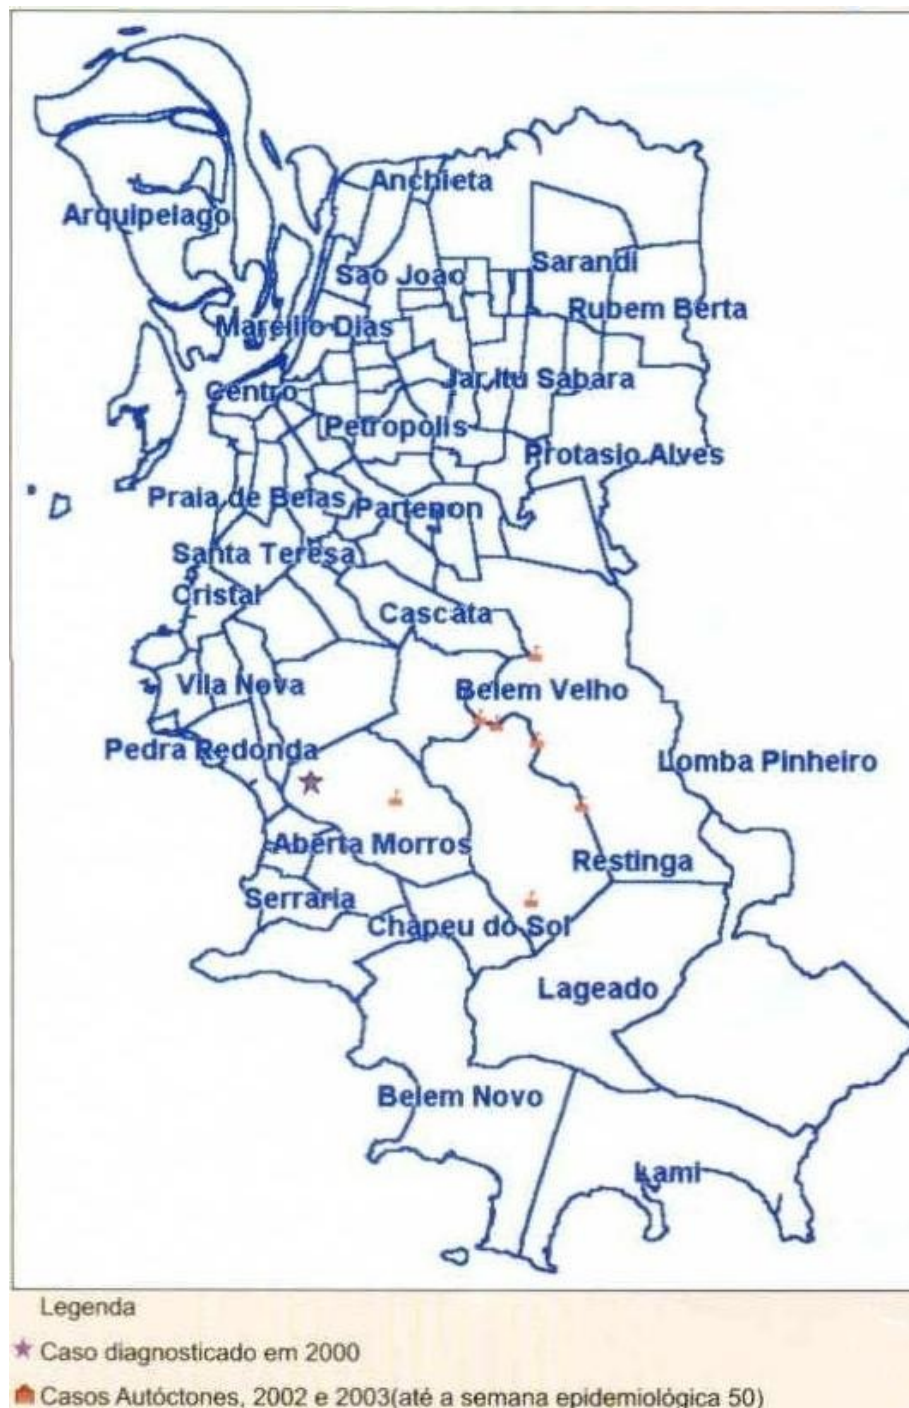 Anchieta
Arquipelago
Sao Joao
Sarandi
Rubem Berta
Marcilio Dias
Jar.Itu Sabara
Centro
Petropolis
Protasio Alves
Praia de Belas
Partenon
Santa Teresa
Cristal
Cascata
Vila Nova
Belem Velho
Pedra Redonda
Lomba Pinheiro
Aberta Morros
Restinga
Serraria
Chapeu do Sol
Lageado
Belem Novo
Lami
Legenda
Caso diagnosticado em 2000
Casos Autóctones, 2002 e 2003(até a semana epidemiológica 50)